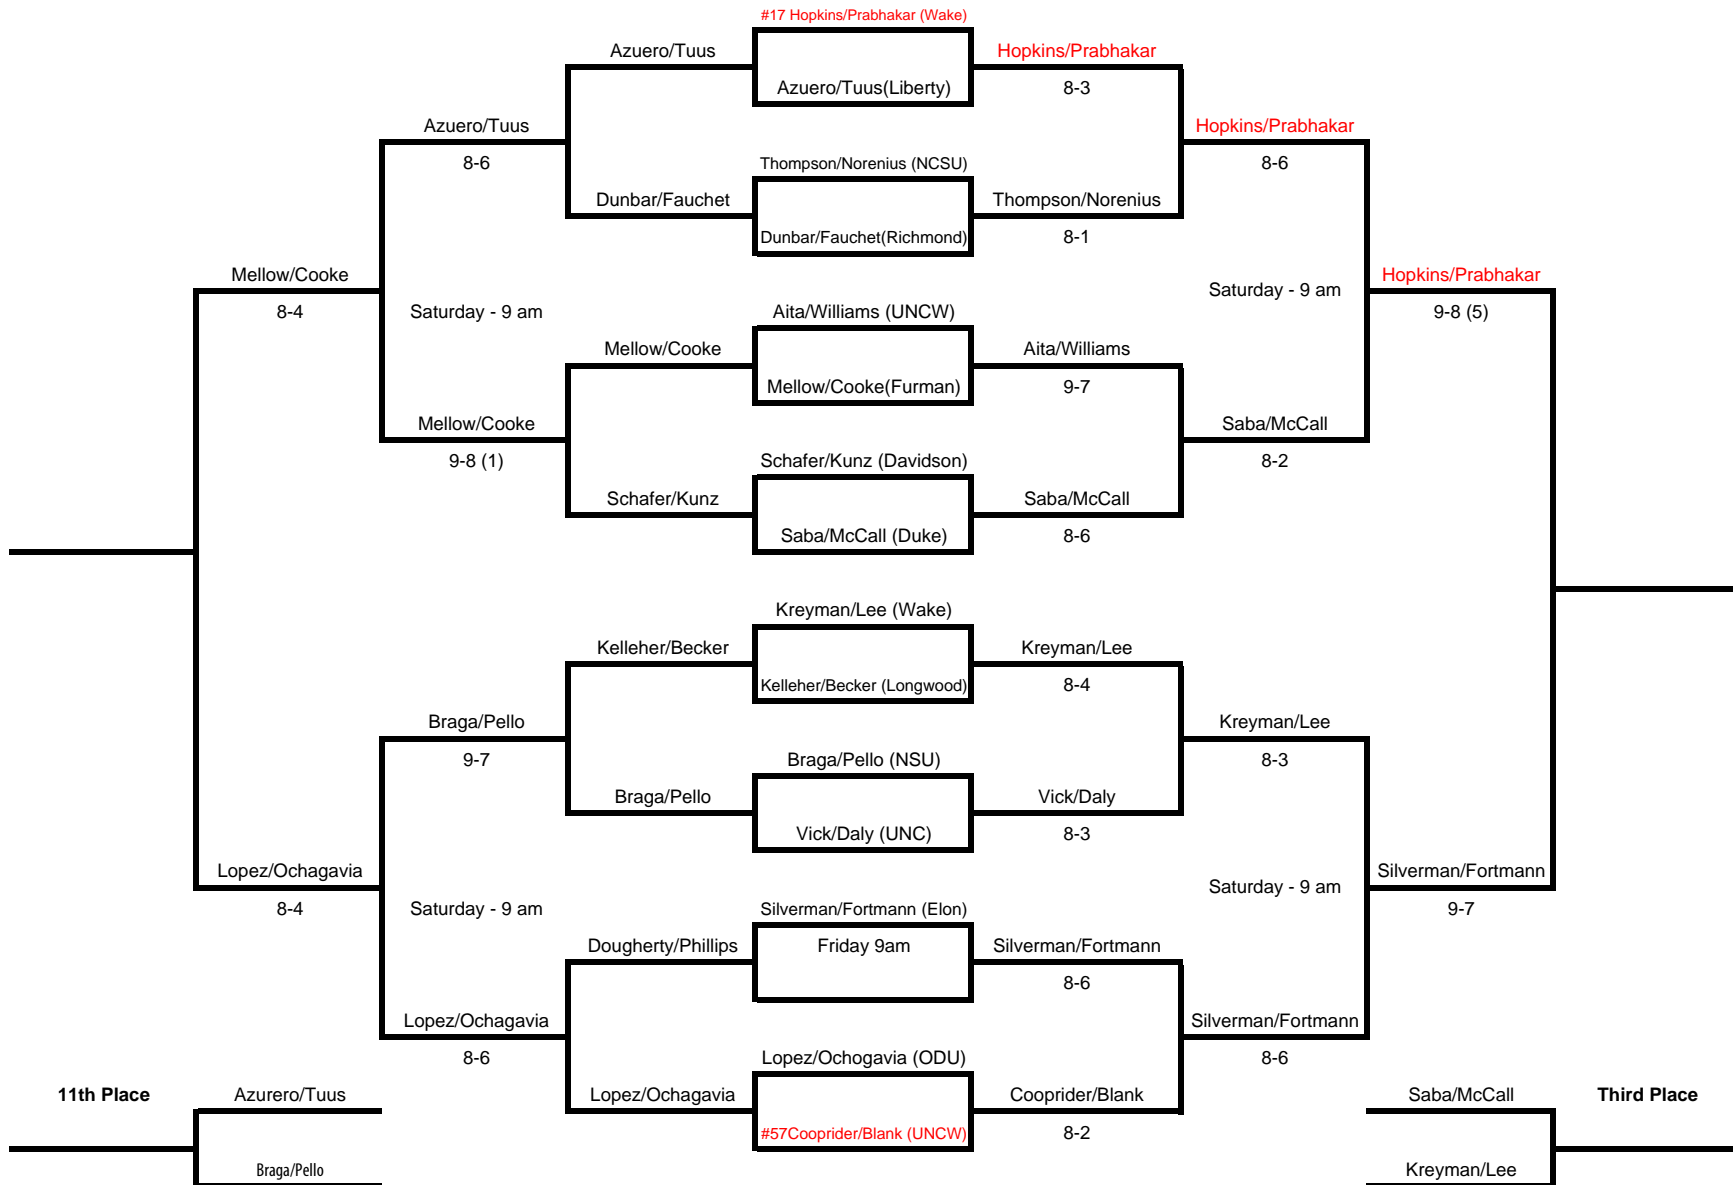 #17 Hopkins/Prabhakar (Wake)
Azuero/Tuus
Hopkins/Prabhakar
Azuero/Tuus(Liberty)
8-3
Azuero/Tuus
Hopkins/Prabhakar
8-6
Thompson/Norenius (NCSU)
8-6
Dunbar/Fauchet
Thompson/Norenius
Dunbar/Fauchet(Richmond)
8-1
Mellow/Cooke
Saturday - 9 am
Hopkins/Prabhakar
8-4
Saturday - 9 am
Aita/Williams (UNCW)
9-8 (5)
Mellow/Cooke
Aita/Williams
Mellow/Cooke(Furman)
9-7
Mellow/Cooke
Saba/McCall
9-8 (1)
Schafer/Kunz (Davidson)
8-2
Schafer/Kunz
Saba/McCall
Saba/McCall (Duke)
8-6
Kreyman/Lee (Wake)
Kelleher/Becker
Kreyman/Lee
Kelleher/Becker (Longwood)
8-4
Braga/Pello
Kreyman/Lee
9-7
Braga/Pello (NSU)
8-3
Braga/Pello
Vick/Daly
Vick/Daly (UNC)
8-3
Lopez/Ochagavia
Silverman/Fortmann
Saturday - 9 am
8-4
Saturday - 9 am
Silverman/Fortmann (Elon)
9-7
Dougherty/Phillips
Friday 9am
Silverman/Fortmann
8-6
Lopez/Ochagavia
Silverman/Fortmann
8-6
Lopez/Ochogavia (ODU)
8-6
11th Place
Azurero/Tuus
Lopez/Ochagavia
Cooprider/Blank
Saba/McCall
Third Place
#57Cooprider/Blank (UNCW)
8-2
Braga/Pello
Kreyman/Lee